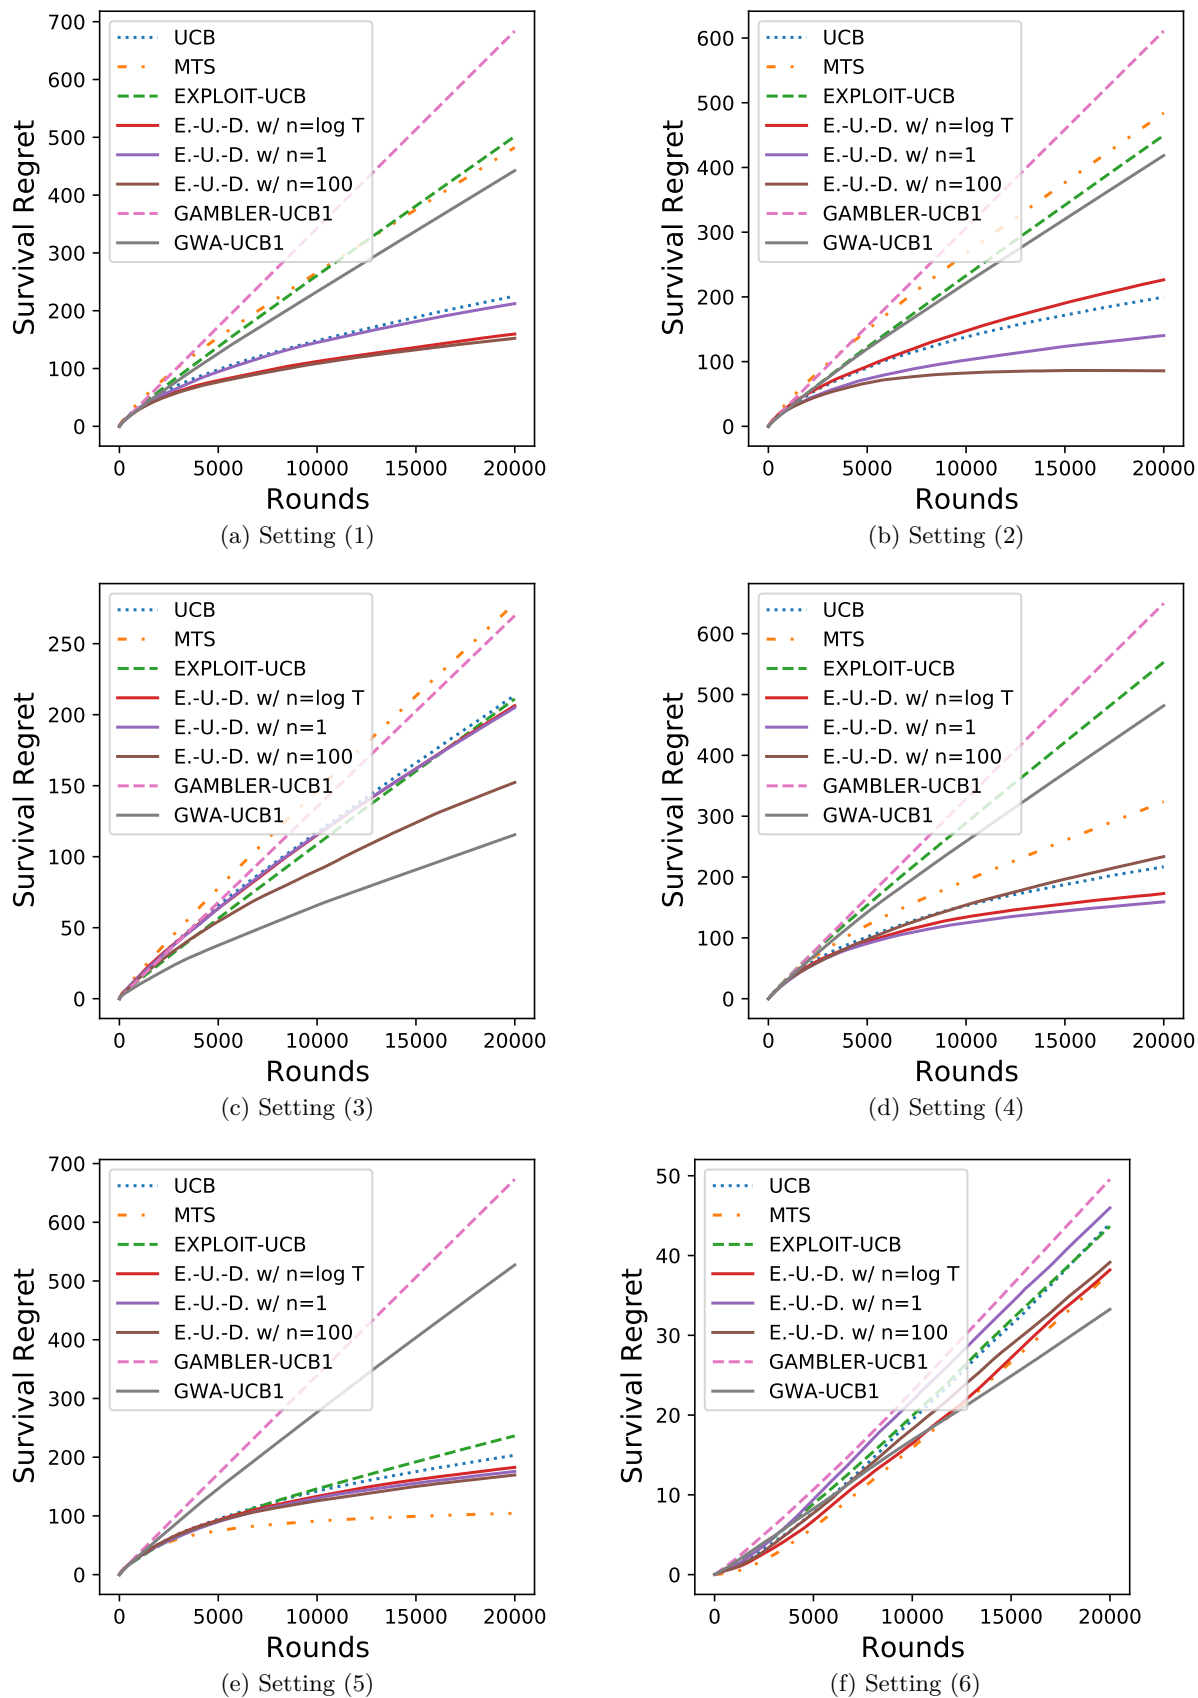 700
600
500
400
300
200
100
0
Survival Regret
UCB
MTS
EXPLOIT-UCB
E.-U.-D. w/ n=log T
E.-U.-D. w/ n=1
E.-U.-D. w/ n=100
GAMBLER-UCB1
GWA-UCB1
0 5000 10000 15000 20000
Rounds
(a) Setting (1)
600
500
400
300
200
100
0
Survival Regret
UCB
MTS
EXPLOIT-UCB
E.-U.-D. w/ n=log T
E.-U.-D. w/ n=1
E.-U.-D. w/ n=100
GAMBLER-UCB1
GWA-UCB1
0 5000 10000 15000 20000
Rounds
(b) Setting (2)
250
200
150
100
50
0
Survival Regret
UCB
MTS
EXPLOIT-UCB
E.-U.-D. w/ n=log T
E.-U.-D. w/ n=1
E.-U.-D. w/ n=100
GAMBLER-UCB1
GWA-UCB1
0 5000 10000 15000 20000
Rounds
(c) Setting (3)
600
500
400
300
200
100
0
Survival Regret
UCB
MTS
EXPLOIT-UCB
E.-U.-D. w/ n=log T
E.-U.-D. w/ n=1
E.-U.-D. w/ n=100
GAMBLER-UCB1
GWA-UCB1
0 5000 10000 15000 20000
Rounds
(d) Setting (4)
700
600
500
400
300
200
100
0
Survival Regret
UCB
MTS
EXPLOIT-UCB
E.-U.-D. w/ n=log T
E.-U.-D. w/ n=1
E.-U.-D. w/ n=100
GAMBLER-UCB1
GWA-UCB1
0 5000 10000 15000 20000
Rounds
(e) Setting (5)
50
40
30
20
10
0
Survival Regret
UCB
MTS
EXPLOIT-UCB
E.-U.-D. w/ n=log T
E.-U.-D. w/ n=1
E.-U.-D. w/ n=100
GAMBLER-UCB1
GWA-UCB1
0 5000 10000 15000 20000
Rounds
(f) Setting (6)